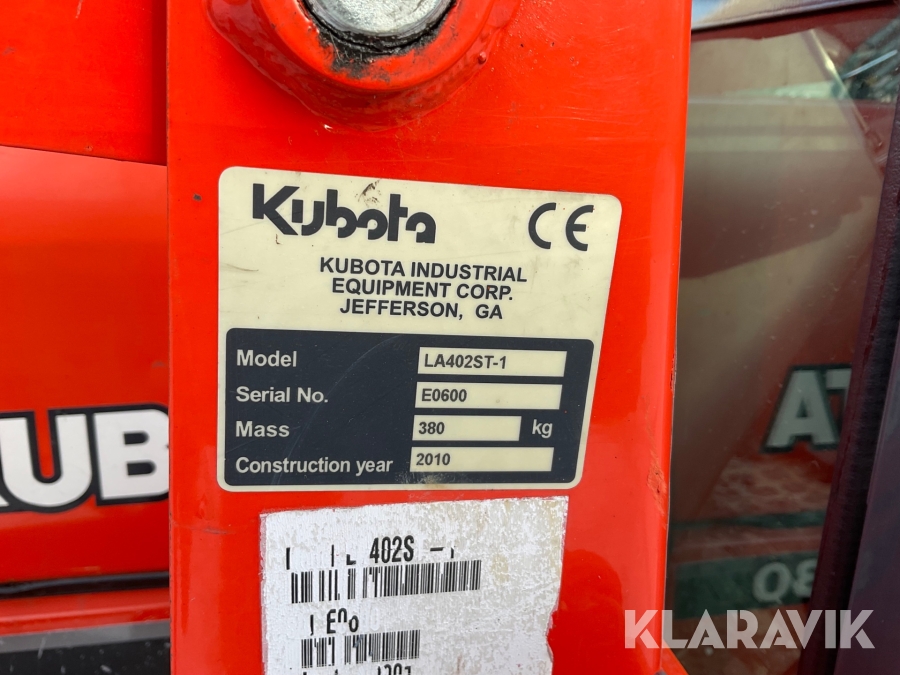 Kubota CE
KUBOTA INDUSTRIAL
EQUIPMENT CORP.
JEFFERSON, GA
Model LA402ST-1
Serial No. E0600
Mass 380 kg
Construction year 2010
KUB
402S
AT
KLARAVIK